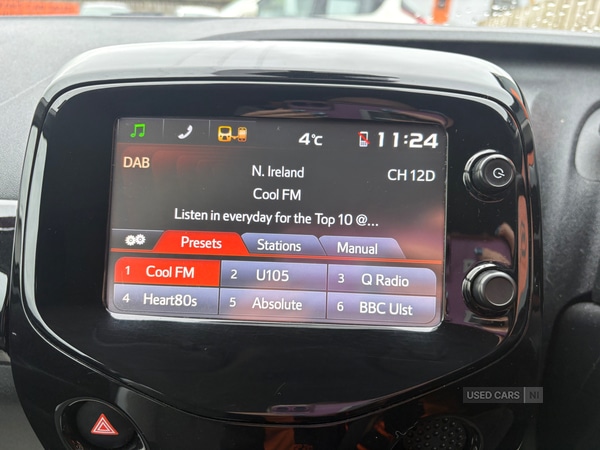 4°C 11:24
DAB
N. Ireland
CH 12D
Cool FM
Listen in everyday for the Top 10 @...
Presets Stations Manual
1 Cool FM 2 U105 3 Q Radio
4 Heart80s 5 Absolute 6 BBC Ulst
USED CARS NI